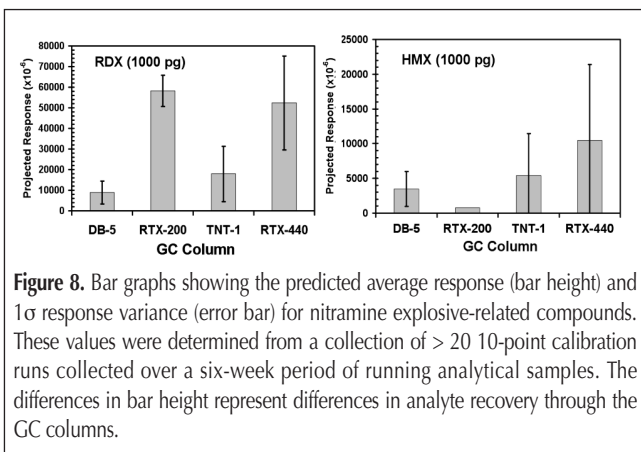 RDX (1000 pg)
Projected Response (x10⁻⁶)
80000
70000
60000
50000
40000
30000
20000
10000
0
DB-5 RTX-200 TNT-1 RTX-440
GC Column
HMX (1000 pg)
Projected Response (x10⁻⁶)
25000
20000
15000
10000
5000
0
DB-5 RTX-200 TNT-1 RTX-440
GC Column
Figure 8. Bar graphs showing the predicted average response (bar height) and
1σ response variance (error bar) for nitramine explosive-related compounds.
These values were determined from a collection of > 20 10-point calibration
runs collected over a six-week period of running analytical samples. The
differences in bar height represent differences in analyte recovery through the
GC columns.